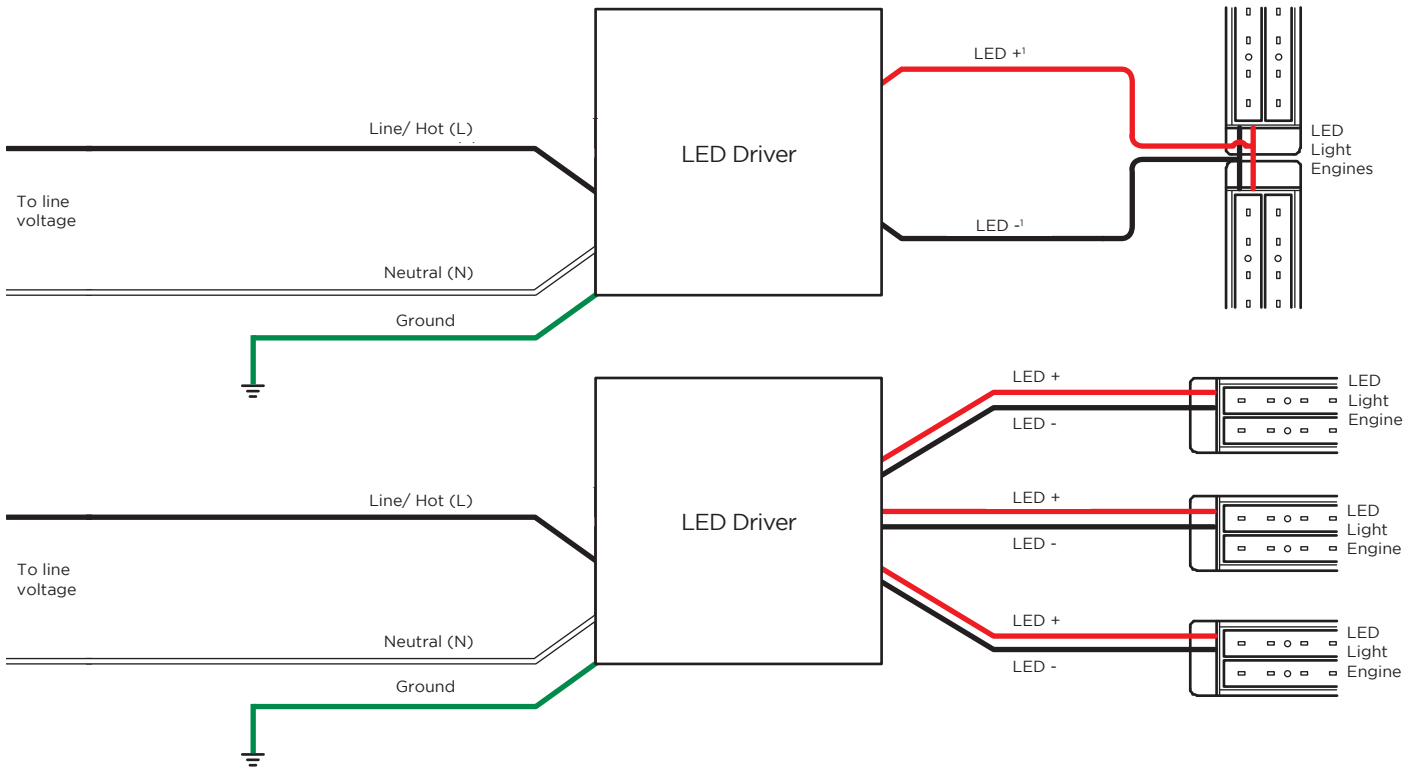 LED +¹
Line/ Hot (L)
LED Driver
LED
Light
Engines
To line
voltage
LED -¹
Neutral (N)
Ground
LED +
LED
Light
Engine
LED -
Line/ Hot (L)
LED Driver
LED +
LED
Light
Engine
LED -
To line
voltage
LED +
LED
Light
Engine
Neutral (N)
LED -
Ground